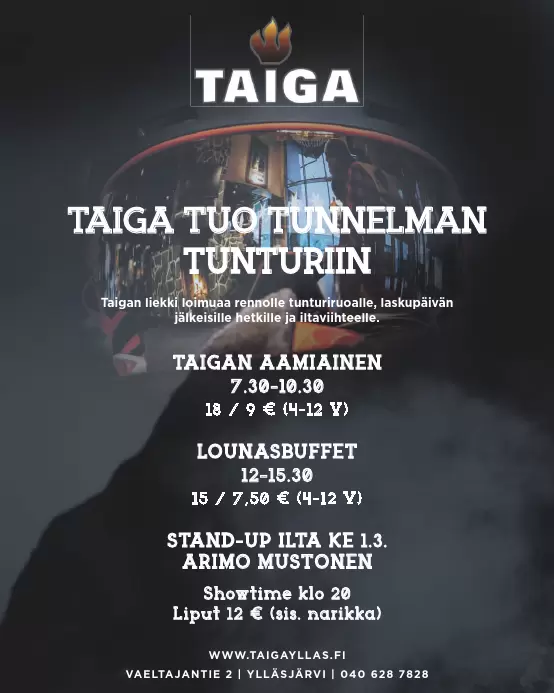 TAIGA
TAIGA TUO TUNNELMAN
TUNTURIIN
Taigan liekki loimuaa rennolle tunturiruoalle, laskupäivän
jälkeisille hetkille ja iltaviihteelle.
TAIGAN AAMIAINEN
7.30-10.30
18 / 9 € (4-12 V)
LOUNASBUFFET
12-15.30
15 / 7,50 € (4-12 V)
STAND-UP ILTA KE 1.3.
ARIMO MUSTONEN
Showtime klo 20
Liput 12 € (sis. narikka)
WWW.TAIGAYLLAS.FI
VAELTAJANTIE 2 | YLLÄSJÄRVI | 040 628 7828